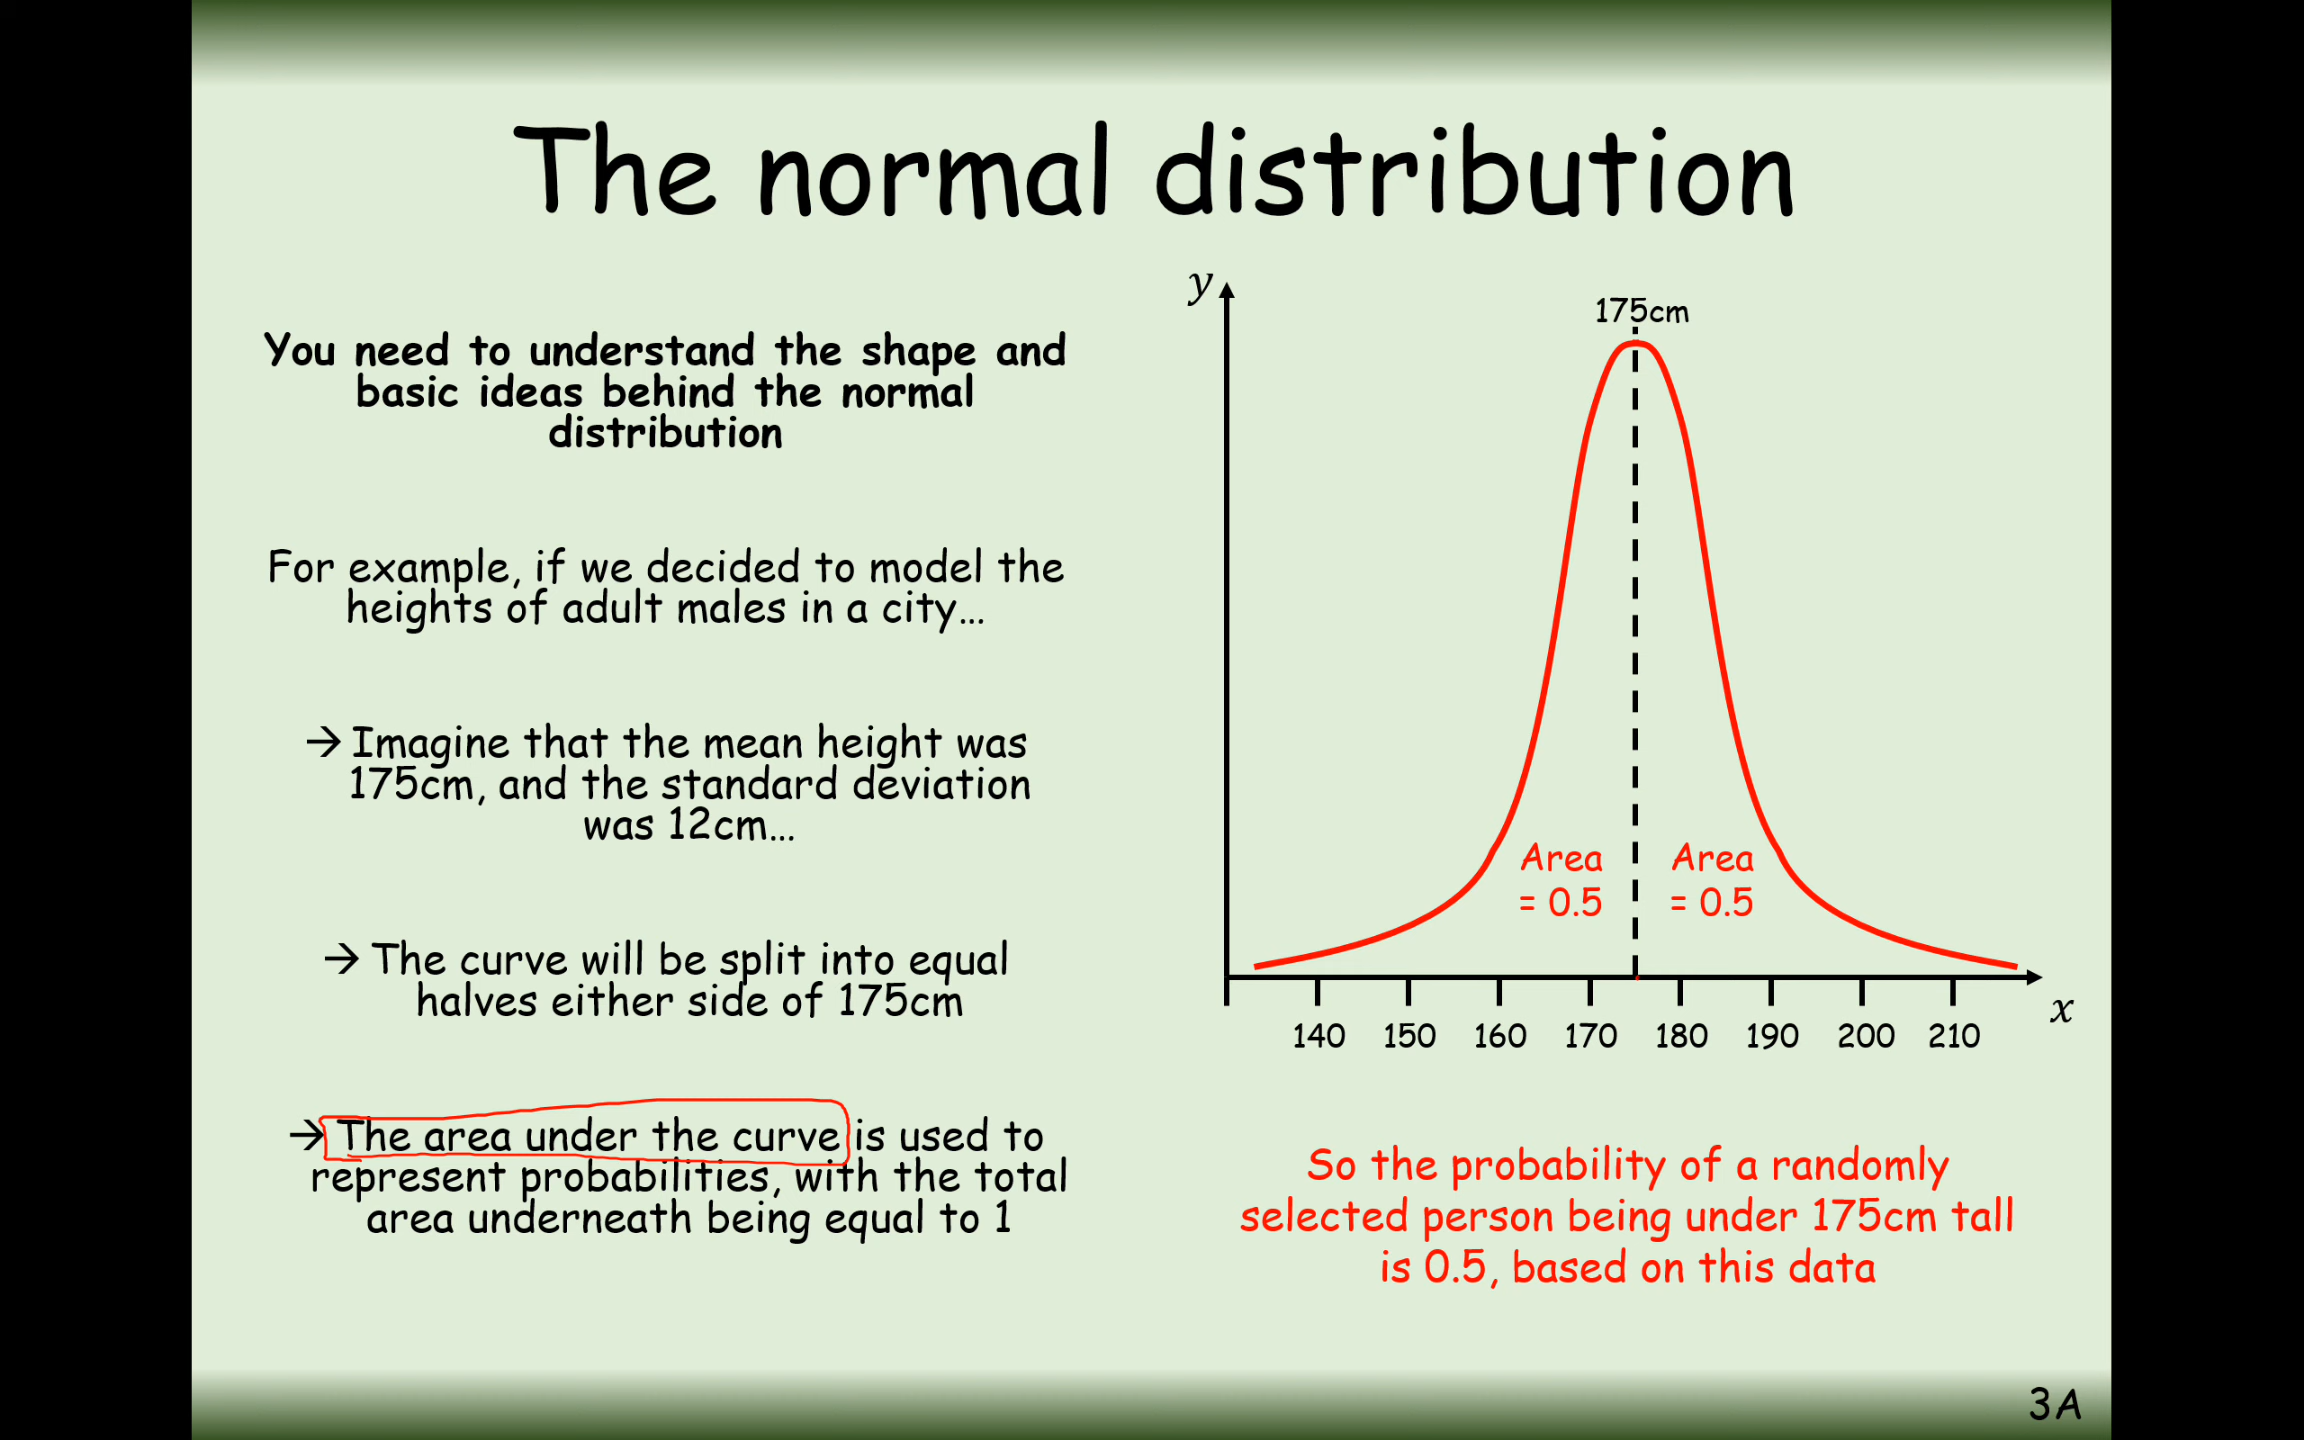 The normal distribution
You need to understand the shape and
basic ideas behind the normal
distribution
For example, if we decided to model the
heights of adult males in a city…
→ Imagine that the mean height was
175cm, and the standard deviation
was 12cm…
→ The curve will be split into equal
halves either side of 175cm
→ The area under the curve is used to
represent probabilities, with the total
area underneath being equal to 1
y
175cm
Area
= 0.5
Area
= 0.5
140 150 160 170 180 190 200 210
x
So the probability of a randomly
selected person being under 175cm tall
is 0.5, based on this data
3A